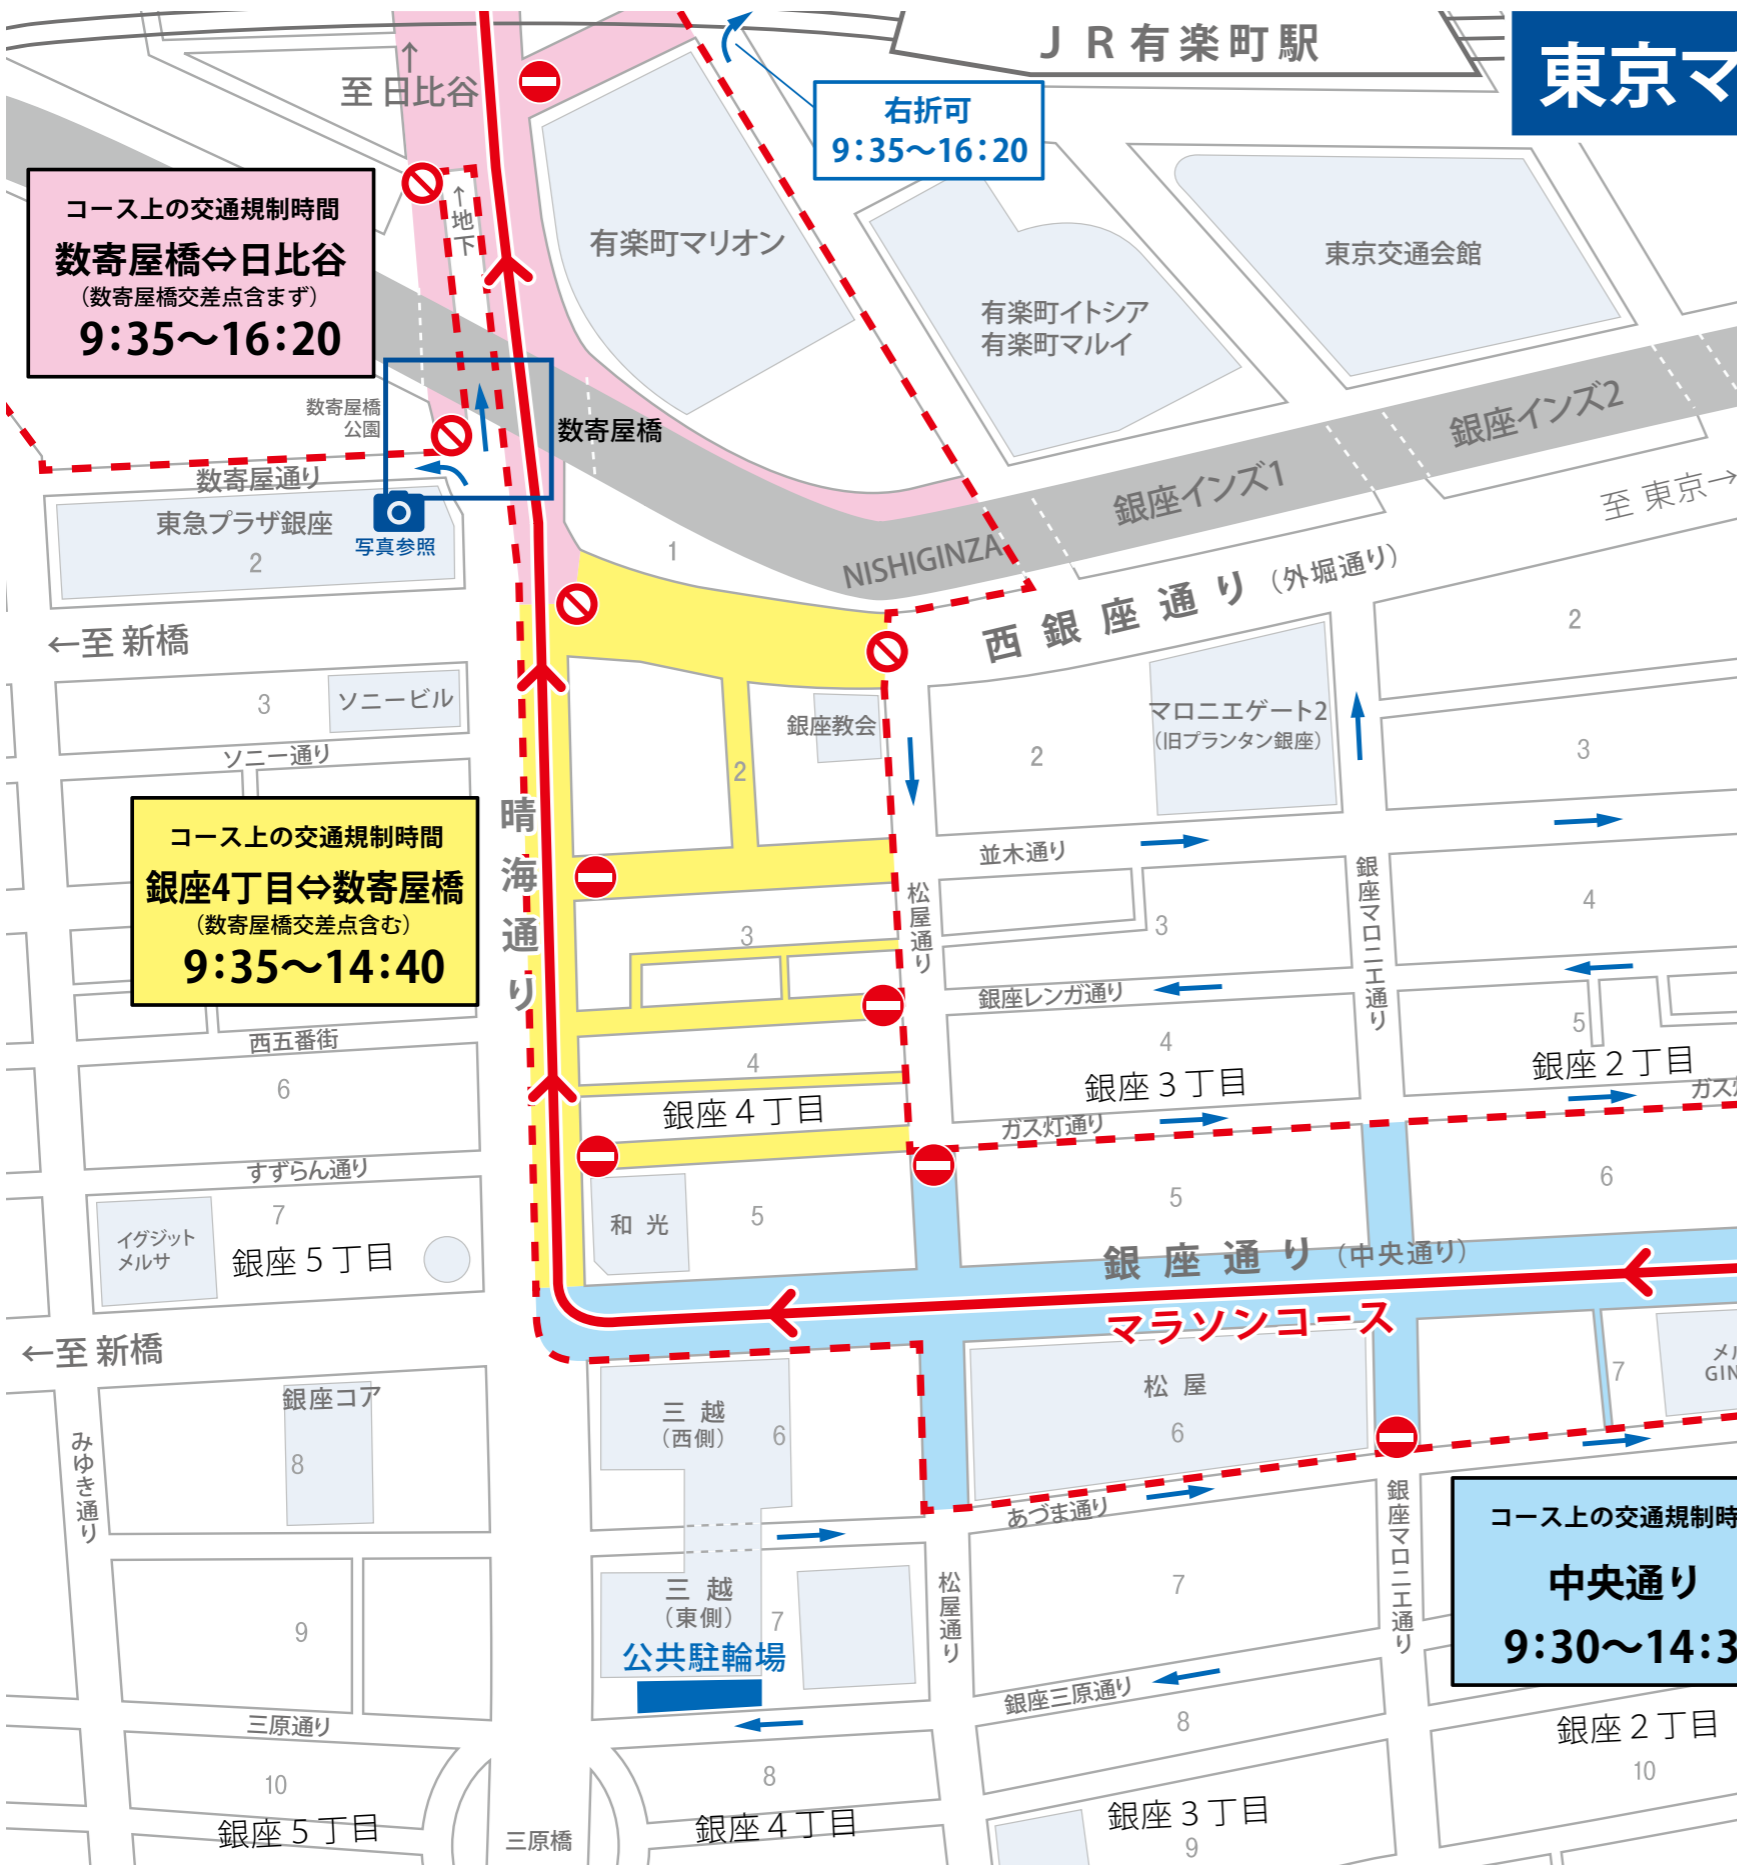 JR有楽町駅
東京マ
↑
至 日比谷
右折可
9:35〜16:20
コース上の交通規制時間
数寄屋橋⇔日比谷
(数寄屋橋交差点含まず)
9:35〜16:20
↑地下
有楽町マリオン
東京交通会館
有楽町イトシア
有楽町マルイ
数寄屋橋
公園
数寄屋橋
銀座インズ2
銀座インズ1
至 東京→
数寄屋通り
東急プラザ銀座
2
写真参照
1
NISHIGINZA
西銀座通り(外堀通り)
←至 新橋
2
3
ソニービル
銀座教会
マロニエゲート2
(旧プランタン銀座)
ソニー通り
2
2
3
コース上の交通規制時間
銀座4丁目⇔数寄屋橋
(数寄屋橋交差点含む)
9:35〜14:40
晴海通り
並木通り
松屋通り
銀座マロニエ通り
3
3
4
銀座レンガ通り
西五番街
4
4
5
6
銀座4丁目
銀座3丁目
銀座2丁目
ガス灯通り
ガス
すずらん通り
7
イグジット
メルサ
銀座5丁目
和光
5
5
6
銀座通り(中央通り)
マラソンコース
←至 新橋
銀座コア
8
みゆき通り
三越
(西側)
6
松屋
6
7
メル
GIN
あづま通り
銀座マロニエ通り
コース上の交通規制時
中央通り
9:30〜14:3
9
三越
(東側)
7
公共駐輪場
松屋通り
7
銀座三原通り
三原通り
8
銀座2丁目
10
10
銀座5丁目
三原橋
8
銀座4丁目
銀座3丁目
9